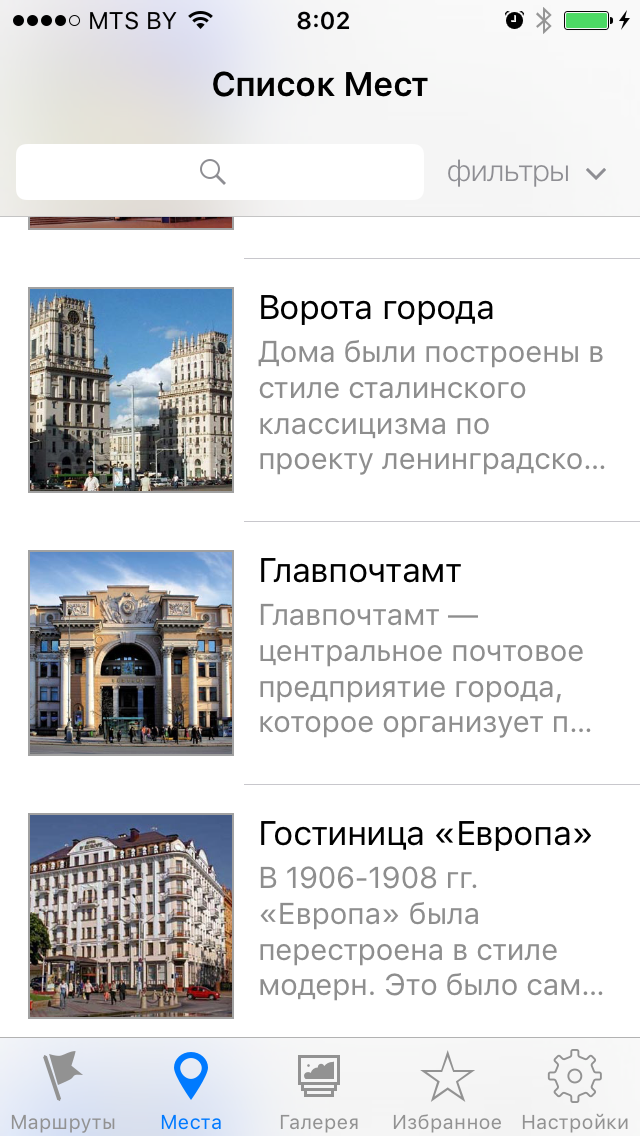 MTS BY 8:02
Список Мест
фильтры
Ворота города
Дома были построены в
стиле сталинского
классицизма по
проекту ленинградско...
Главпочтамт
Главпочтамт —
центральное почтовое
предприятие города,
которое организует п...
Гостиница «Европа»
В 1906-1908 гг.
«Европа» была
перестроена в стиле
модерн. Это было сам...
Маршруты Места Галерея Избранное Настройки